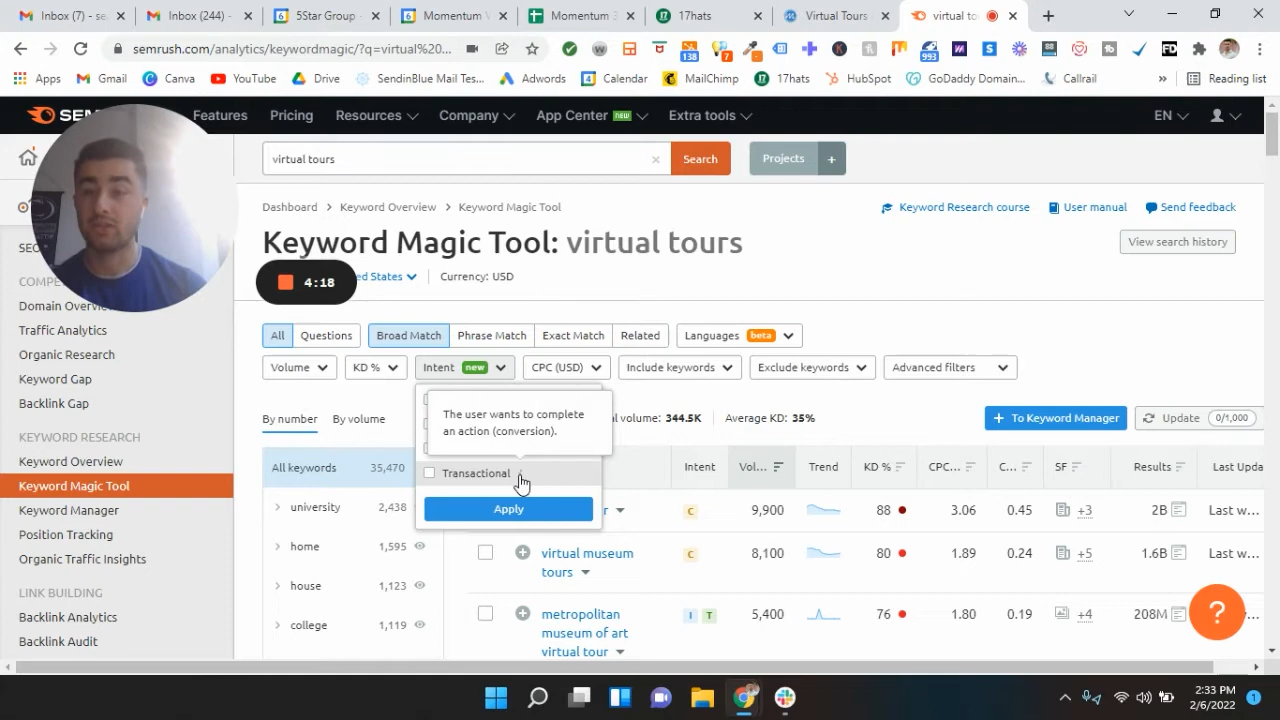 Inbox (7) - se
Inbox (244) -
5Star Group -
Momentum V
Momentum 3
17hats
Virtual Tours
virtual to
semrush.com/analytics/keywordmagic/?q=virtual%20...
138
7
993
Apps
Gmail
Canva
YouTube
Drive
SendinBlue Mail Tes...
Adwords
Calendar
MailChimp
17hats
HubSpot
GoDaddy Domain...
Callrail
»
Reading list
SEM
Features
Pricing
Resources
Company
App Center new
Extra tools
EN
virtual tours
Search
Projects
+
Dashboard > Keyword Overview > Keyword Magic Tool
Keyword Research course
User manual
Send feedback
Keyword Magic Tool: virtual tours
View search history
4:18
ed States
Currency: USD
SEO
COMPE
Domain Overvie
Traffic Analytics
Organic Research
Keyword Gap
Backlink Gap
KEYWORD RESEARCH
Keyword Overview
Keyword Magic Tool
Keyword Manager
Position Tracking
Organic Traffic Insights
LINK BUILDING
Backlink Analytics
Backlink Audit
All
Questions
Broad Match
Phrase Match
Exact Match
Related
Languages beta
Volume
KD %
Intent new
CPC (USD)
Include keywords
Exclude keywords
Advanced filters
The user wants to complete
an action (conversion).
Transactional
Apply
By number
By volume
al volume: 344.5K
Average KD: 35%
+ To Keyword Manager
Update
0/1,000
All keywords 35,470
university 2,438
home 1,595
house 1,123
college 1,119
Intent
Vol...
Trend
KD %
CPC...
C...
SF
Results
Last Upda
r
C
9,900
88
3.06
0.45
+3
2B
Last w...
virtual museum
tours
C
8,100
80
1.89
0.24
+5
1.6B
Last w...
metropolitan
museum of art
virtual tour
I T
5,400
76
1.80
0.19
+4
208M
Last w...
?
2:33 PM
2/6/2022
1